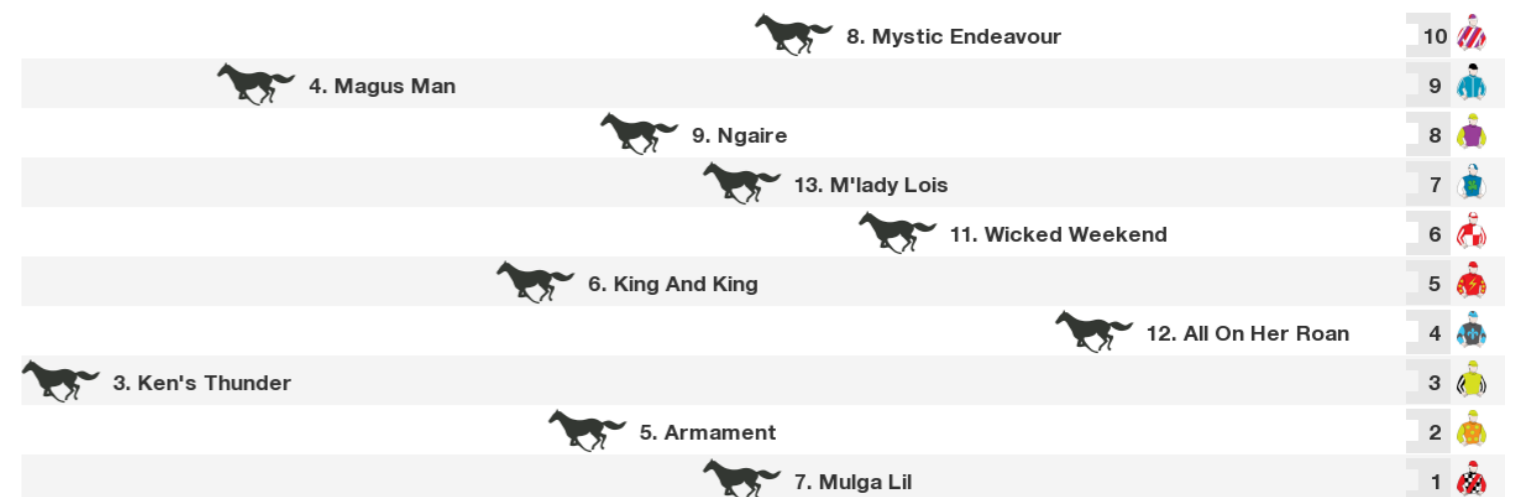 8. Mystic Endeavour 10
4. Magus Man 9
9. Ngaire 8
13. M'lady Lois 7
11. Wicked Weekend 6
6. King And King 5
12. All On Her Roan 4
3. Ken's Thunder 3
5. Armament 2
7. Mulga Lil 1